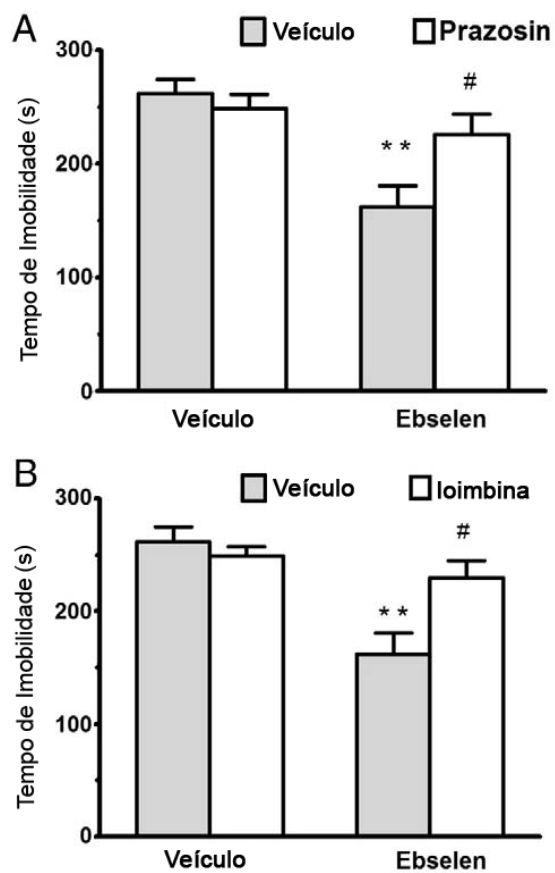 A
Veículo
Prazosin
300
200
100
0
Tempo de Imobilidade (s)
* *
#
Veículo
Ebselen
B
Veículo
Ioimbina
300
200
100
0
Tempo de Imobilidade (s)
* *
#
Veículo
Ebselen